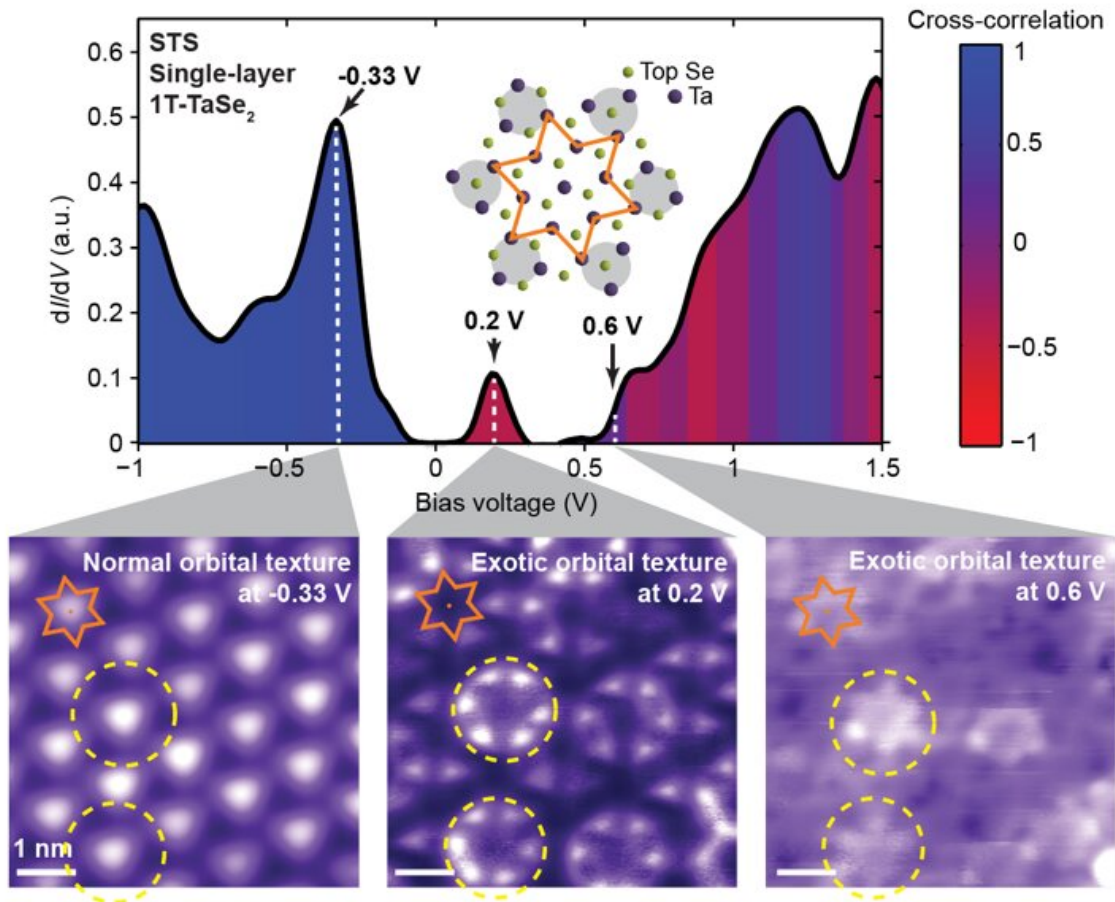 Cross-correlation
STS
Single-layer
1T-TaSe2
-0.33 V
Top Se
Ta
0.2 V
0.6 V
0.6
0.5
0.4
0.3
0.2
0.1
0
dI/dV (a.u.)
−1
−0.5
0
0.5
1
1.5
Bias voltage (V)
1
0.5
0
−0.5
−1
Normal orbital texture
at -0.33 V
1 nm
Exotic orbital texture
at 0.2 V
Exotic orbital texture
at 0.6 V